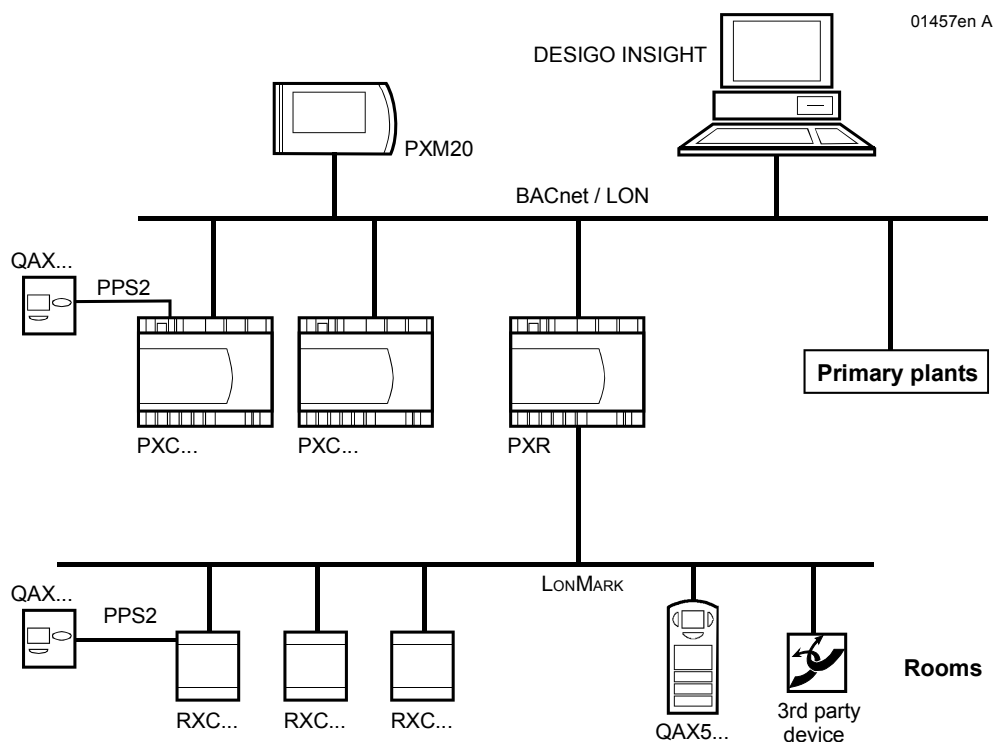 01457en A
DESIGO INSIGHT
PXM20
BACnet / LON
QAX...
PPS2
Primary plants
PXC...
PXC...
PXR
LONMARK
QAX...
PPS2
Rooms
RXC...
RXC...
RXC...
QAX5...
3rd party
device